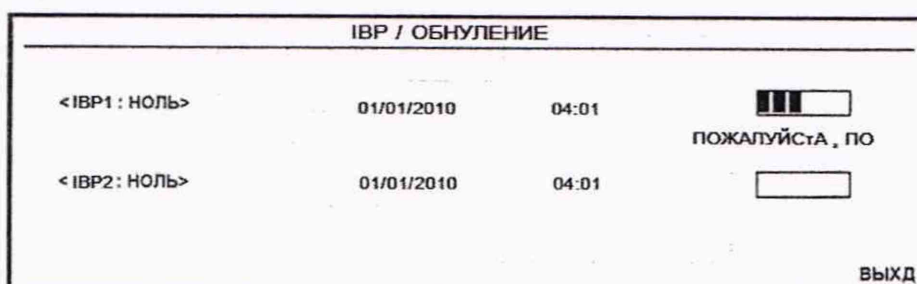 IBP / ОБНУЛЕНИЕ
<IBP1 : НОЛЬ> 01/01/2010 04:01
ПОЖАЛУЙСтА , ПО
<IBP2 : НОЛЬ> 01/01/2010 04:01
ВЫХД